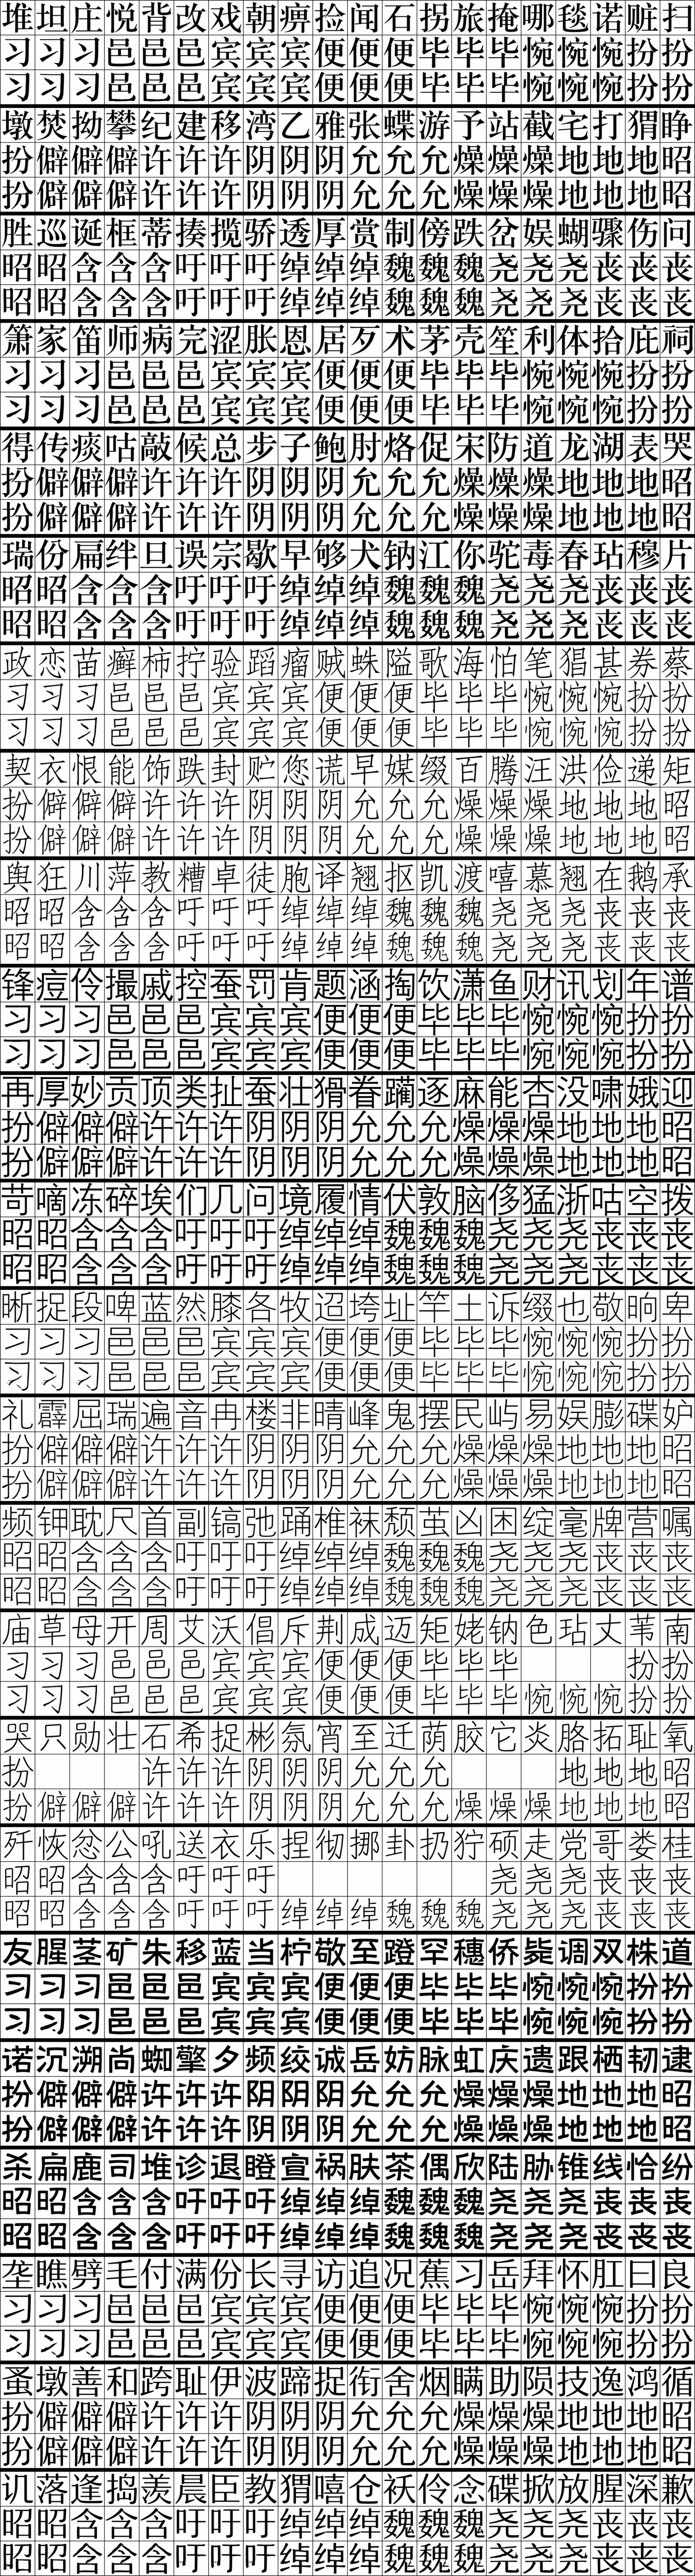 堆坦庄悦背改戏朝痹捡闻石拐旅掩哪毯诺赃扫
习习习邑邑邑宾宾宾便便便毕毕毕惋惋惋扮扮
习习习邑邑邑宾宾宾便便便毕毕毕惋惋惋扮扮
墩焚拗攀纪建移湾乙雅张蝶游予站截宅打猬睁
扮僻僻僻许许许阴阴阴允允允燥燥燥地地地昭
扮僻僻僻许许许阴阴阴允允允燥燥燥地地地昭
胜巡诞框蒂揍揽骄透厚赏制傍跌岔娱蝴骤伤问
昭昭含含含吁吁吁绰绰绰魏魏魏尧尧尧丧丧丧
昭昭含含含吁吁吁绰绰绰魏魏魏尧尧尧丧丧丧
箫家笛师病完涩胀恩居歹术茅壳笙利体拾庇祠
习习习邑邑邑宾宾宾便便便毕毕毕惋惋惋扮扮
习习习邑邑邑宾宾宾便便便毕毕毕惋惋惋扮扮
得传痰咕敲候总步子鲍肘烙促宋防道龙湖表哭
扮僻僻僻许许许阴阴阴允允允燥燥燥地地地昭
扮僻僻僻许许许阴阴阴允允允燥燥燥地地地昭
瑞份扁绊旦误宗歇早够犬钠江你驼毒春玷穆片
昭昭含含含吁吁吁绰绰绰魏魏魏尧尧尧丧丧丧
昭昭含含含吁吁吁绰绰绰魏魏魏尧尧尧丧丧丧
政恋苗癣柿拧验蹈瘤贼蛛隘歌海怕笔猖甚券蔡
习习习邑邑邑宾宾宾便便便毕毕毕惋惋惋扮扮
习习习邑邑邑宾宾宾便便便毕毕毕惋惋惋扮扮
契衣恨能饰跌封贮您谎早媒缀百腾汪洪俭递矩
扮僻僻僻许许许阴阴阴允允允燥燥燥地地地昭
扮僻僻僻许许许阴阴阴允允允燥燥燥地地地昭
舆狂川萍教糟卓徒胞译翘抠凯渡嘻慕翘在鹅承
昭昭含含含吁吁吁绰绰绰魏魏魏尧尧尧丧丧丧
昭昭含含含吁吁吁绰绰绰魏魏魏尧尧尧丧丧丧
锋痘伶撮戚控蚕罚肯题涵掏饮潇鱼财讯划年谱
习习习邑邑邑宾宾宾便便便毕毕毕惋惋惋扮扮
习习习邑邑邑宾宾宾便便便毕毕毕惋惋惋扮扮
再厚妙贡顶类扯蚕壮猾眷躏逐麻能杏没啸娥迎
扮僻僻僻许许许阴阴阴允允允燥燥燥地地地昭
扮僻僻僻许许许阴阴阴允允允燥燥燥地地地昭
苛嘀冻碎埃们几问境履情伏敦脑侈猛浙咕空拨
昭昭含含含吁吁吁绰绰绰魏魏魏尧尧尧丧丧丧
昭昭含含含吁吁吁绰绰绰魏魏魏尧尧尧丧丧丧
晰捉段啤蓝然膝各牧迢垮址竿土诉缀也敬晌卑
习习习邑邑邑宾宾宾便便便毕毕毕惋惋惋扮扮
习习习邑邑邑宾宾宾便便便毕毕毕惋惋惋扮扮
礼霹屈瑞遍音冉楼非晴峰鬼摆民屿易娱膨碟妒
扮僻僻僻许许许阴阴阴允允允燥燥燥地地地昭
扮僻僻僻许许许阴阴阴允允允燥燥燥地地地昭
频钾耽尺首副镐弛踊椎袜颓茧凶困绽毫牌营嘱
昭昭含含含吁吁吁绰绰绰魏魏魏尧尧尧丧丧丧
昭昭含含含吁吁吁绰绰绰魏魏魏尧尧尧丧丧丧
庙草母开周艾沃倡斥荆成迈矩姥钠色玷丈苇南
习习习邑邑邑宾宾宾便便便毕毕毕扮扮
习习习邑邑邑宾宾宾便便便毕毕毕惋惋惋扮扮
哭只勋壮石希捉彬氛宵至迁荫胶它炎胳拓耻氧
扮许许许阴阴阴允允允地地地昭
扮僻僻僻许许许阴阴阴允允允燥燥燥地地地昭
歼恢忿公吼送衣乐捏彻挪卦扔狞硕走党哥娄桂
昭昭含含含吁吁吁尧尧尧丧丧丧
昭昭含含含吁吁吁绰绰绰魏魏魏尧尧尧丧丧丧
友腥茎矿朱移蓝当柠敬至蹬罕穗侨毙调双株道
习习习邑邑邑宾宾宾便便便毕毕毕惋惋惋扮扮
习习习邑邑邑宾宾宾便便便毕毕毕惋惋惋扮扮
诺沉溯尚蜘擎夕频绞诚岳妨脉虹庆遗跟栖韧逮
扮僻僻僻许许许阴阴阴允允允燥燥燥地地地昭
扮僻僻僻许许许阴阴阴允允允燥燥燥地地地昭
杀扁鹿司堆诊退瞪宣祸肤茶偶欣陆胁锥线恰纷
昭昭含含含吁吁吁绰绰绰魏魏魏尧尧尧丧丧丧
昭昭含含含吁吁吁绰绰绰魏魏魏尧尧尧丧丧丧
垄瞧劈毛付满份长寻访追况蕉习岳拜怀肛曰良
习习习邑邑邑宾宾宾便便便毕毕毕惋惋惋扮扮
习习习邑邑邑宾宾宾便便便毕毕毕惋惋惋扮扮
蚤墩善和跨耻伊波蹄捉衔舍烟瞒助陨技逸鸿循
扮僻僻僻许许许阴阴阴允允允燥燥燥地地地昭
扮僻僻僻许许许阴阴阴允允允燥燥燥地地地昭
讥落逢捣羡晨臣教猬嘻仓袄伶念碟掀放腥深歉
昭昭含含含吁吁吁绰绰绰魏魏魏尧尧尧丧丧丧
昭昭含含含吁吁吁绰绰绰魏魏魏尧尧尧丧丧丧